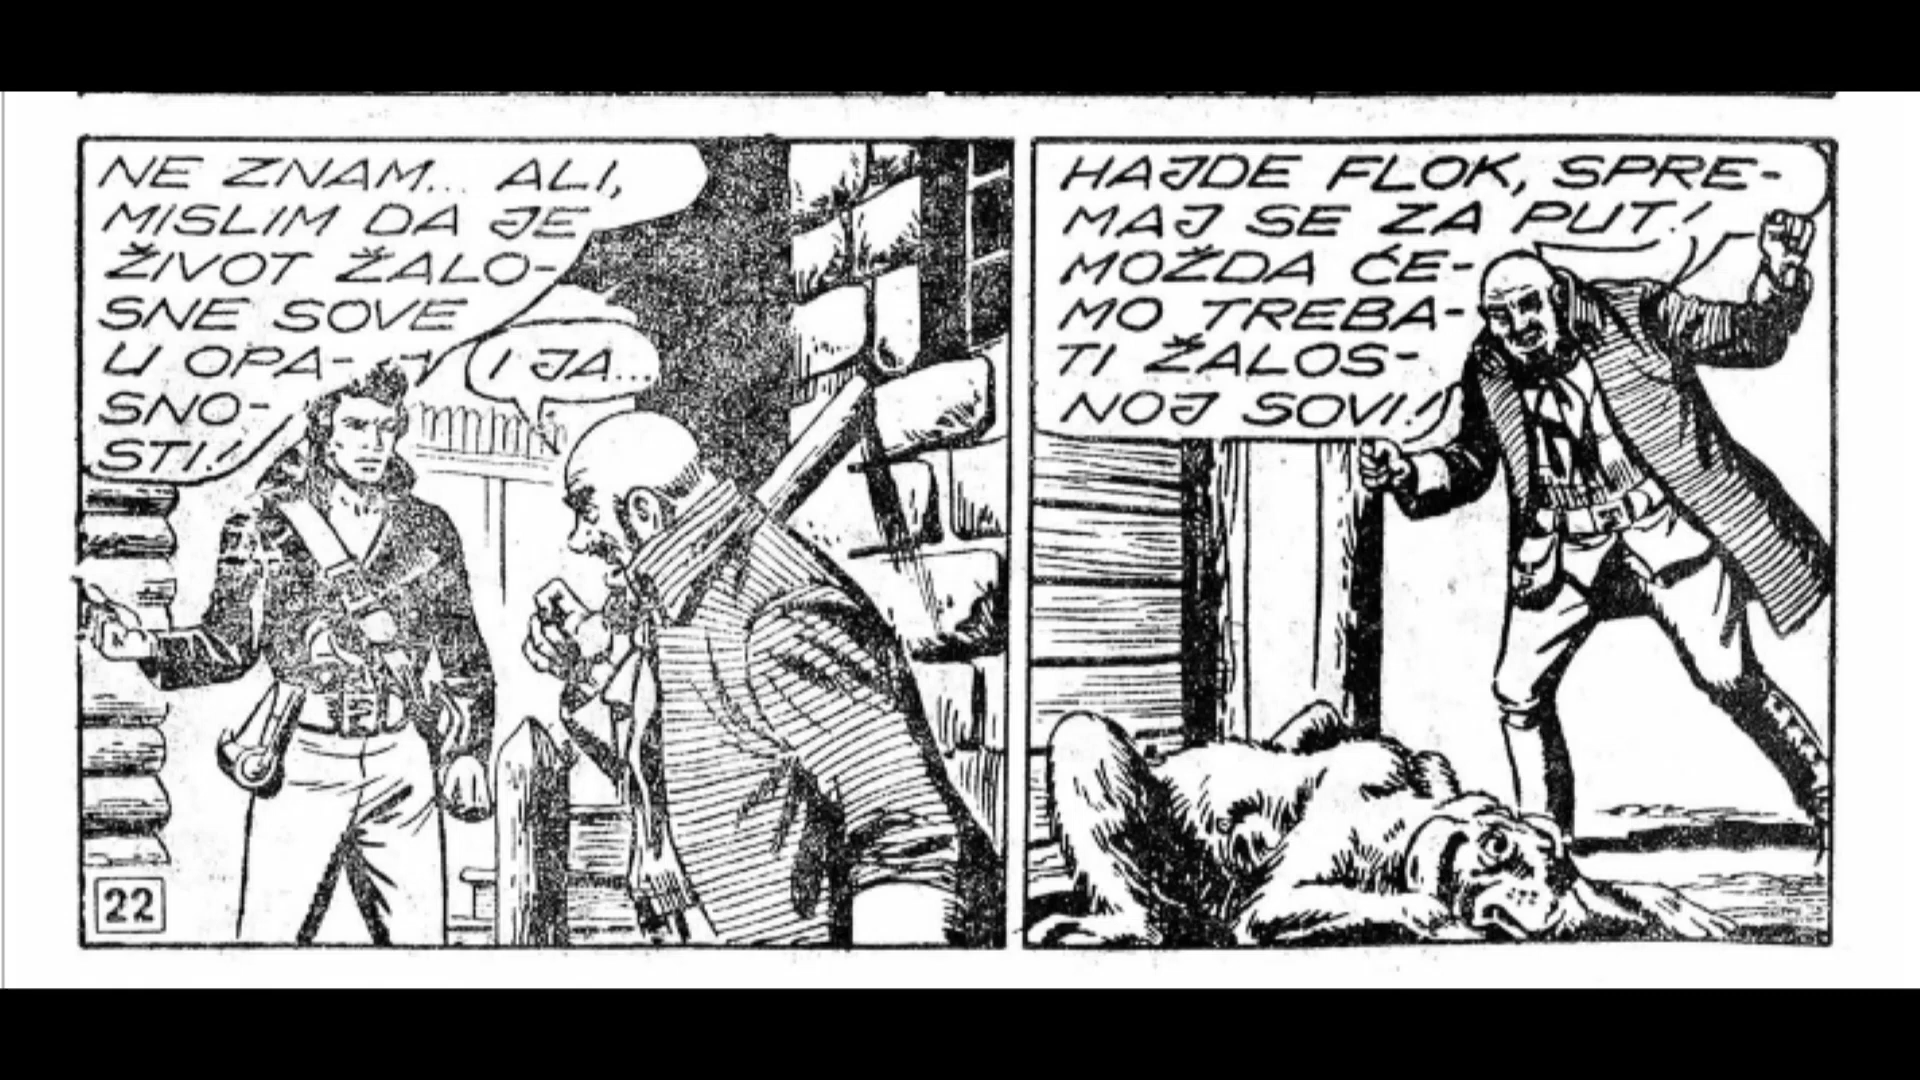 NE ZNAM... ALI,
MISLIM DA JE
ŽIVOT ŽALO-
SNE SOVE
U OPA-
SNO-
STI!
I JA...
22
HAJDE FLOK, SPRE-
MAJ SE ZA PUT!
MOŽDA ĆE-
MO TREBA-
TI ŽALOS-
NOJ SOVI!